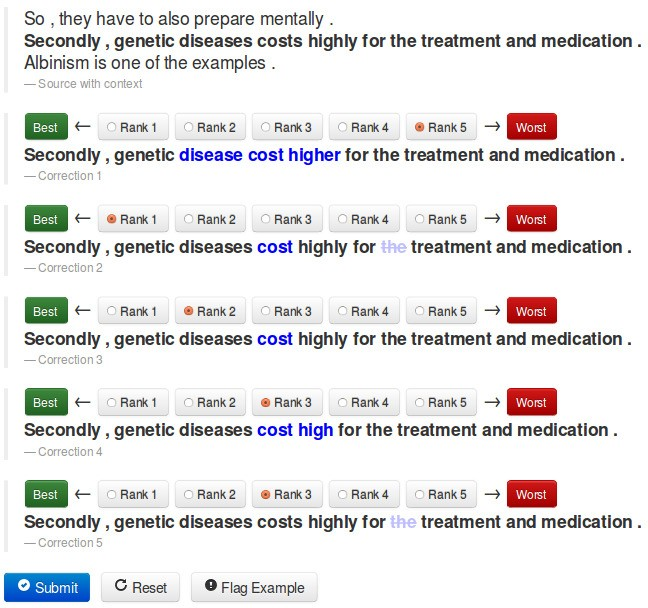 So , they have to also prepare mentally .
Secondly , genetic diseases costs highly for the treatment and medication .
Albinism is one of the examples .
— Source with context
Best ← Rank 1 Rank 2 Rank 3 Rank 4 Rank 5 → Worst
Secondly , genetic disease cost higher for the treatment and medication .
— Correction 1
Best ← Rank 1 Rank 2 Rank 3 Rank 4 Rank 5 → Worst
Secondly , genetic diseases cost highly for the treatment and medication .
— Correction 2
Best ← Rank 1 Rank 2 Rank 3 Rank 4 Rank 5 → Worst
Secondly , genetic diseases cost highly for the treatment and medication .
— Correction 3
Best ← Rank 1 Rank 2 Rank 3 Rank 4 Rank 5 → Worst
Secondly , genetic diseases cost high for the treatment and medication .
— Correction 4
Best ← Rank 1 Rank 2 Rank 3 Rank 4 Rank 5 → Worst
Secondly , genetic diseases costs highly for the treatment and medication .
— Correction 5
Submit Reset Flag Example